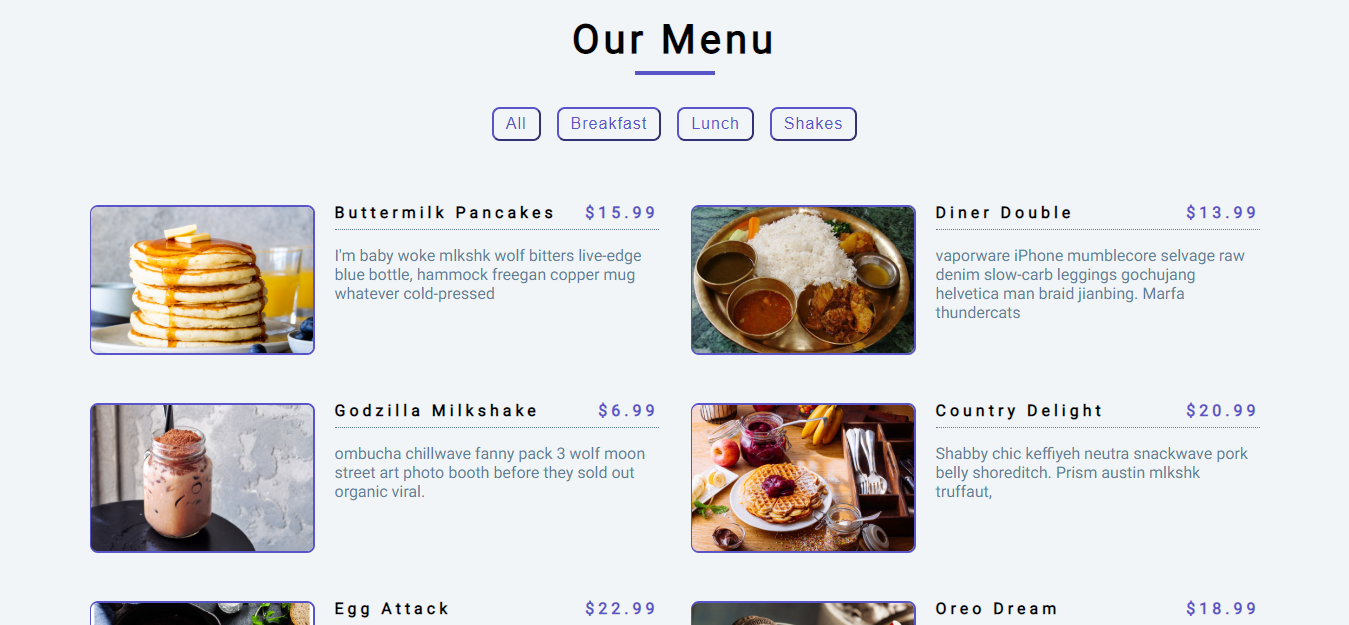 Our Menu
All
Breakfast
Lunch
Shakes
Buttermilk Pancakes $15.99
I'm baby woke mlkshk wolf bitters live-edge
blue bottle, hammock freegan copper mug
whatever cold-pressed
Diner Double $13.99
vaporware iPhone mumblecore selvage raw
denim slow-carb leggings gochujang
helvetica man braid jianbing. Marfa
thundercats
Godzilla Milkshake $6.99
ombucha chillwave fanny pack 3 wolf moon
street art photo booth before they sold out
organic viral.
Country Delight $20.99
Shabby chic keffiyeh neutra snackwave pork
belly shoreditch. Prism austin mlkshk
truffaut,
Egg Attack $22.99
Oreo Dream $18.99